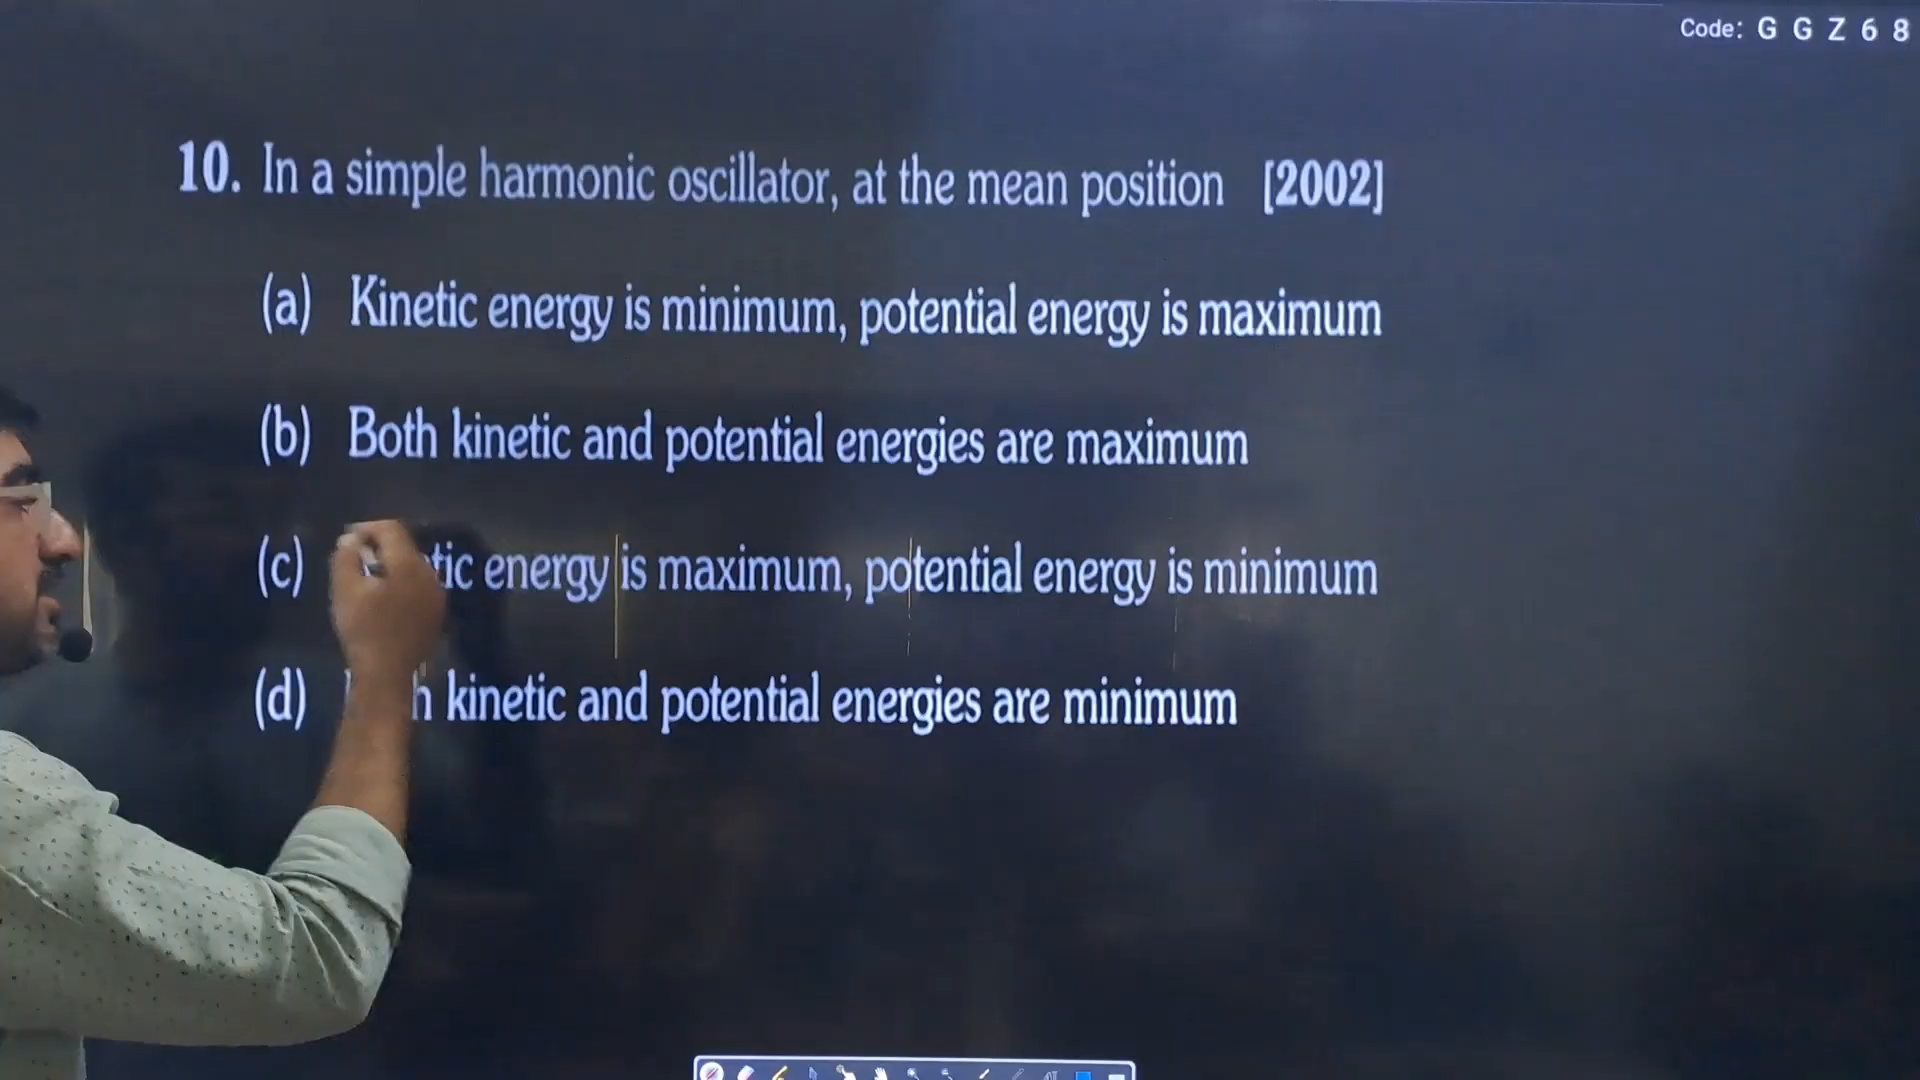 Code: G G Z 6 8
10. In a simple harmonic oscillator, at the mean position [2002]
(a) Kinetic energy is minimum, potential energy is maximum
(b) Both kinetic and potential energies are maximum
(c) tic energy is maximum, potential energy is minimum
(d) h kinetic and potential energies are minimum